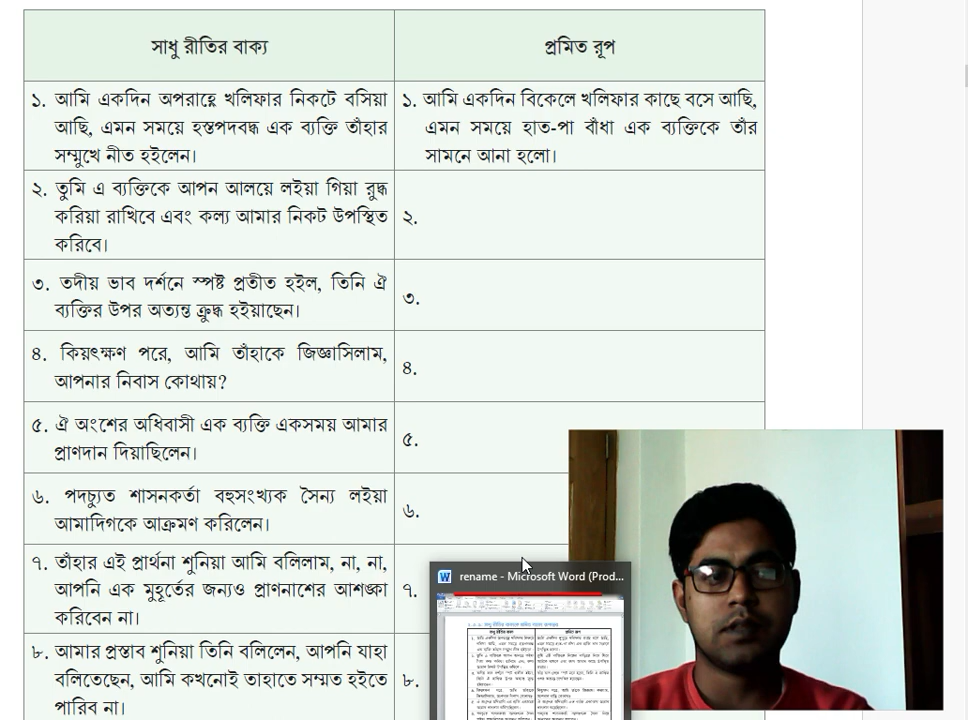 সাধু রীতির বাক্য
প্রমিত রূপ
১. আমি একদিন অপরাহ্ণে খলিফার নিকটে বসিয়া
আছি, এমন সময়ে হস্তপদবদ্ধ এক ব্যক্তি তাঁহার
সম্মুখে নীত হইলেন।
১. আমি একদিন বিকেলে খলিফার কাছে বসে আছি,
এমন সময়ে হাত-পা বাঁধা এক ব্যক্তিকে তাঁর
সামনে আনা হলো।
২. তুমি এ ব্যক্তিকে আপন আলয়ে লইয়া গিয়া রুদ্ধ
করিয়া রাখিবে এবং কল্য আমার নিকট উপস্থিত
করিবে।
২.
৩. তদীয় ভাব দর্শনে স্পষ্ট প্রতীত হইল, তিনি ঐ
ব্যক্তির উপর অত্যন্ত ক্রুদ্ধ হইয়াছেন।
৩.
৪. কিয়ৎক্ষণ পরে, আমি তাঁহাকে জিজ্ঞাসিলাম,
আপনার নিবাস কোথায়?
৪.
৫. ঐ অংশের অধিবাসী এক ব্যক্তি একসময় আমার
প্রাণদান দিয়াছিলেন।
৫.
৬. পদচ্যুত শাসনকর্তা বহুসংখ্যক সৈন্য লইয়া
আমাদিগকে আক্রমণ করিলেন।
৬.
৭. তাঁহার এই প্রার্থনা শুনিয়া আমি বলিলাম, না, না,
আপনি এক মুহূর্তের জন্যও প্রাণনাশের আশঙ্কা
করিবেন না।
৭.
৮. আমার প্রস্তাব শুনিয়া তিনি বলিলেন, আপনি যাহা
বলিতেছেন, আমি কখনোই তাহাতে সম্মত হইতে
পারিব না।
৮.
rename - Microsoft Word (Prod...
সাধু রীতির বাক্য
প্রমিত রূপ